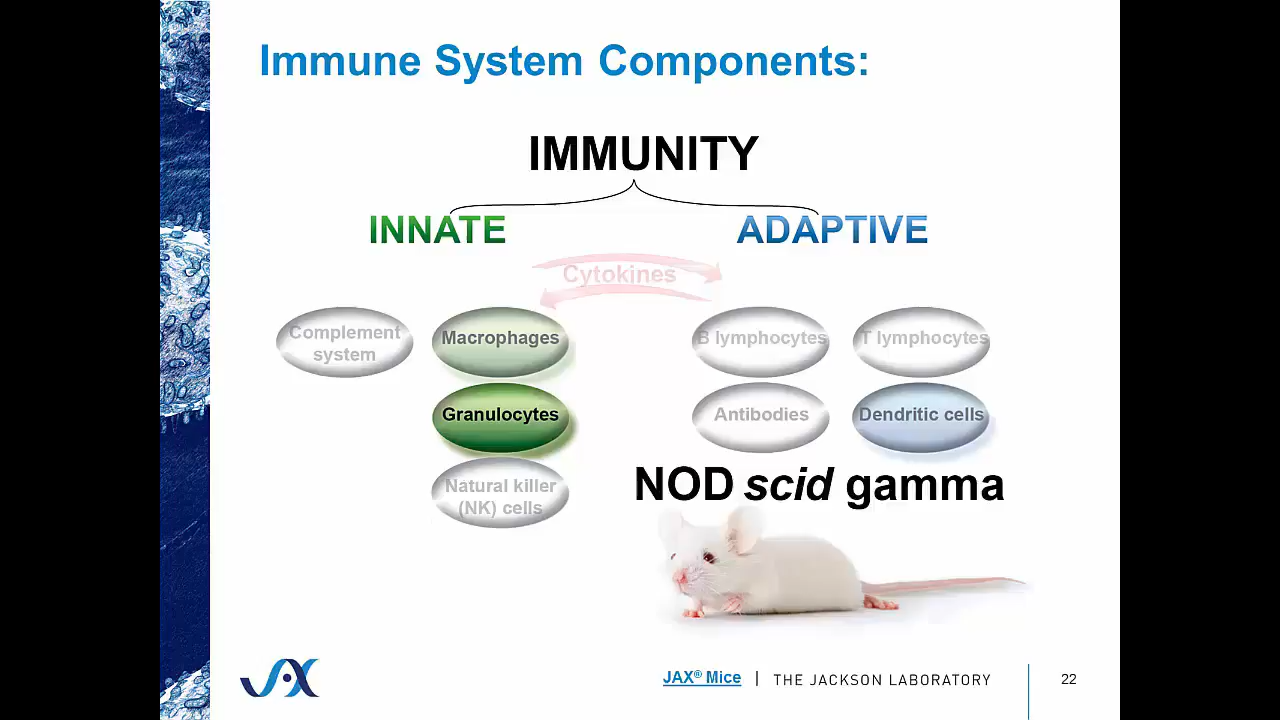 Immune System Components:
IMMUNITY
INNATE
ADAPTIVE
Cytokines
Complement
system
Macrophages
B lymphocytes
T lymphocytes
Granulocytes
Antibodies
Dendritic cells
Natural killer
(NK) cells
NOD scid gamma
JAX® Mice | THE JACKSON LABORATORY
22